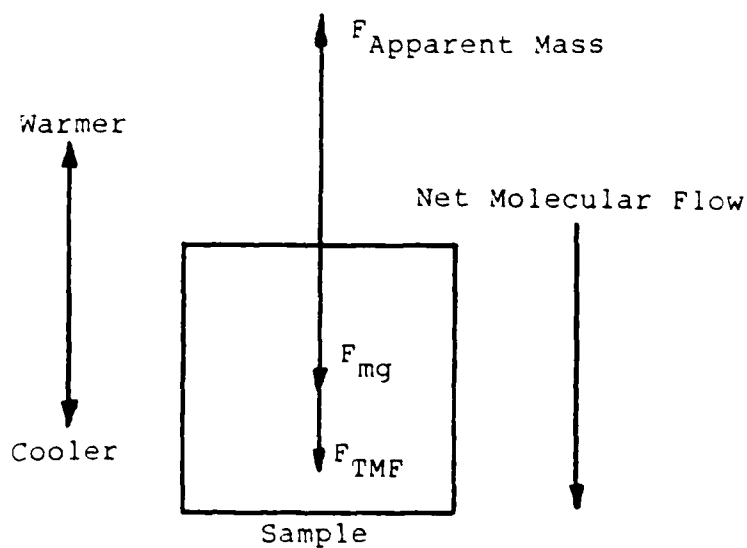 F Apparent Mass
Warmer
Net Molecular Flow
F mg
Cooler
F TMF
Sample